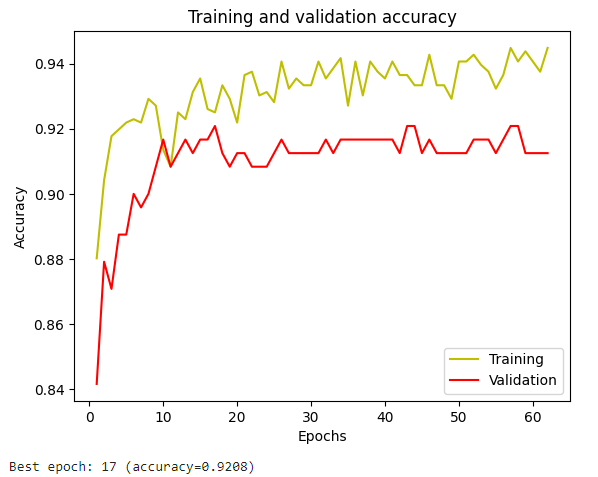 Training and validation accuracy
0.94
0.92
0.90
0.88
0.86
0.84
Accuracy
0 10 20 30 40 50 60
Epochs
Training
Validation
Best epoch: 17 (accuracy=0.9208)